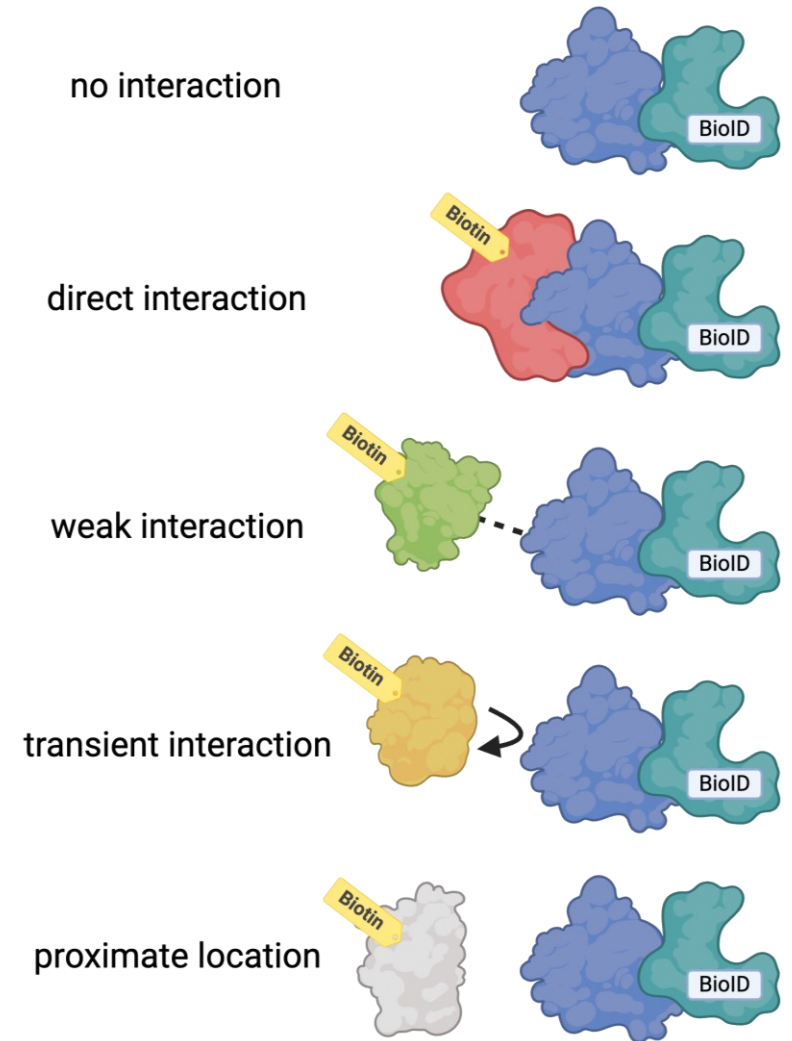 no interaction
BioID
Biotin
direct interaction
BioID
Biotin
weak interaction
BioID
Biotin
transient interaction
BioID
Biotin
proximate location
BioID